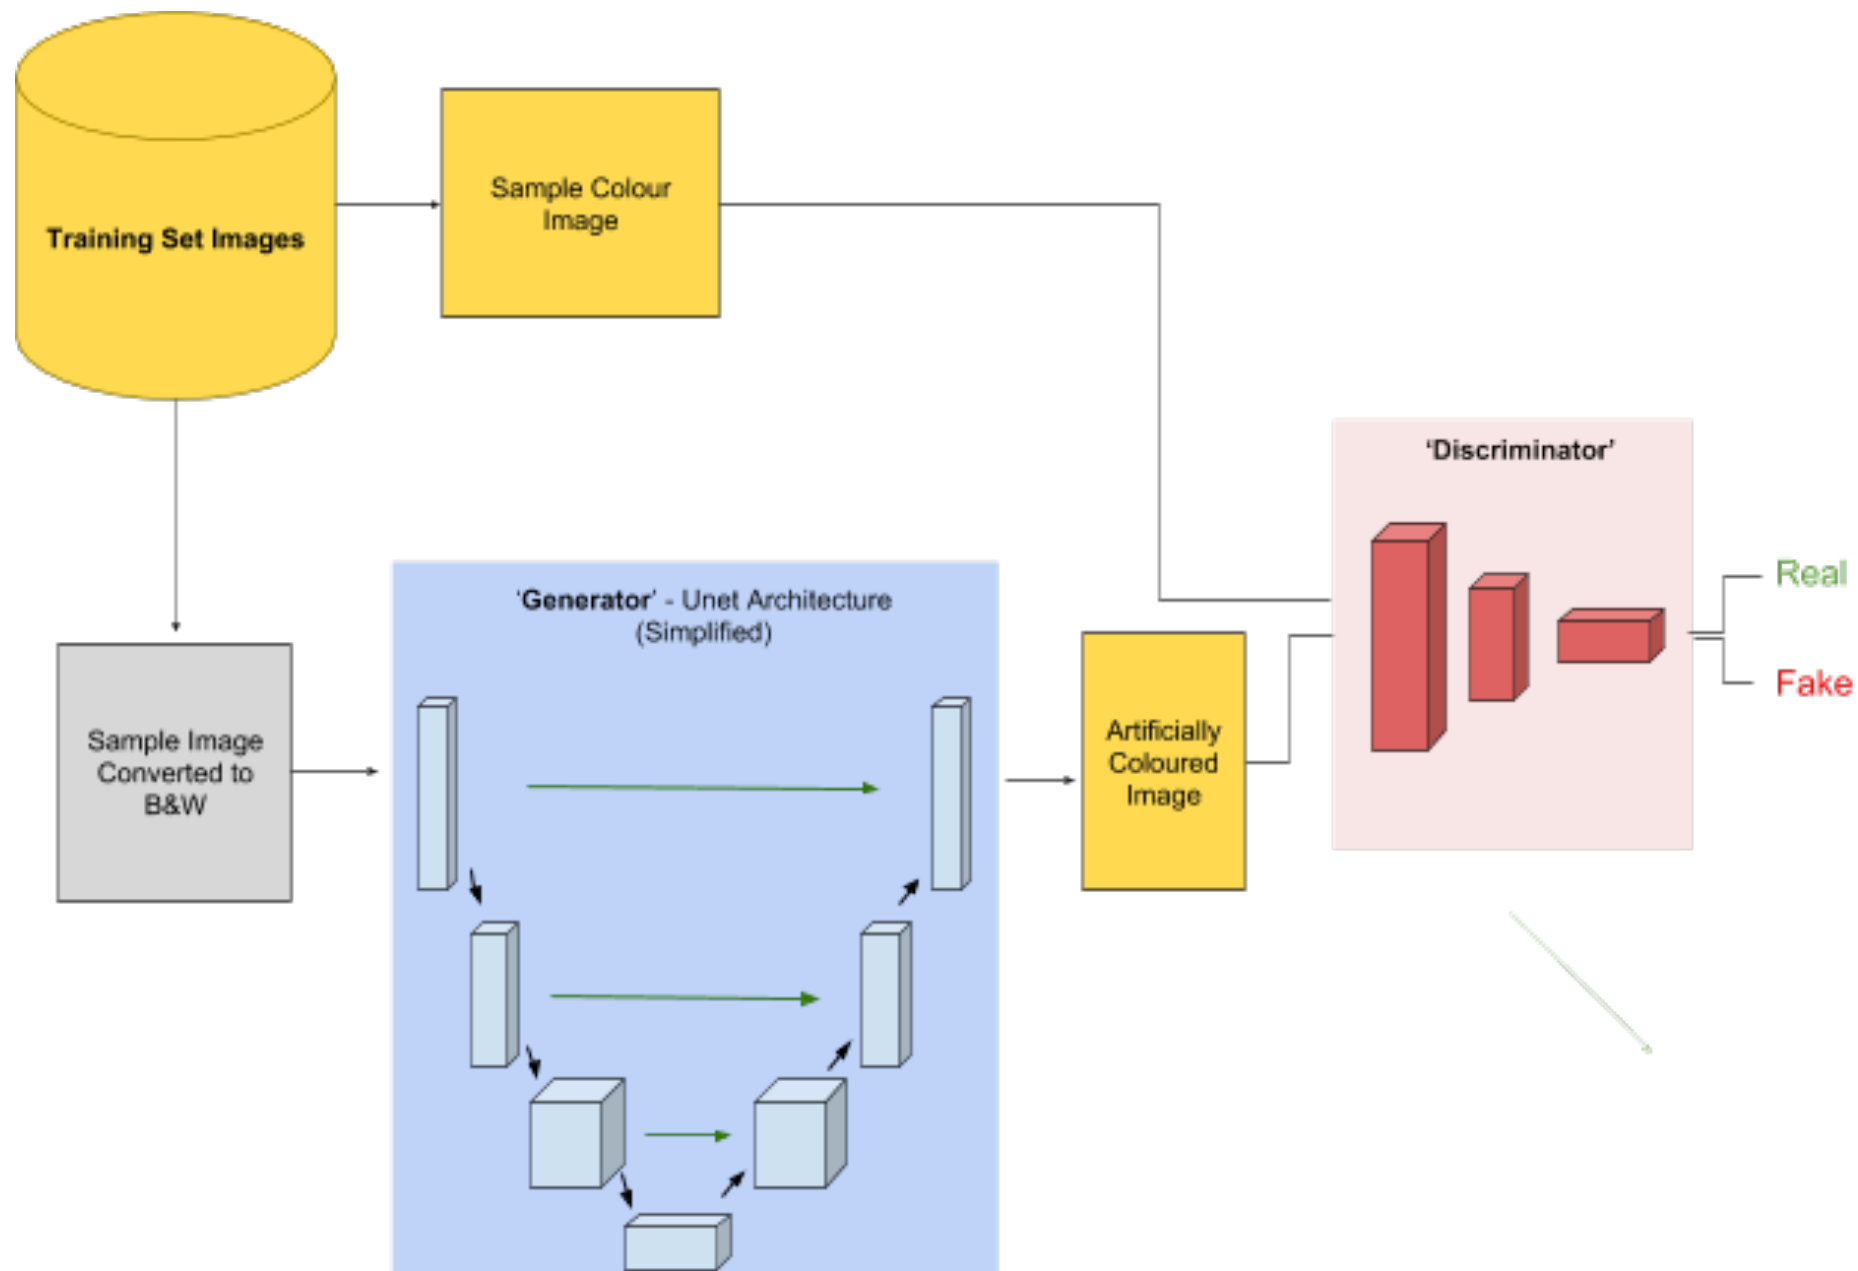 Training Set Images
Sample Colour
Image
‘Discriminator’
Real
Fake
‘Generator’ - Unet Architecture
(Simplified)
Sample Image
Converted to
B&W
Artificially
Coloured
Image